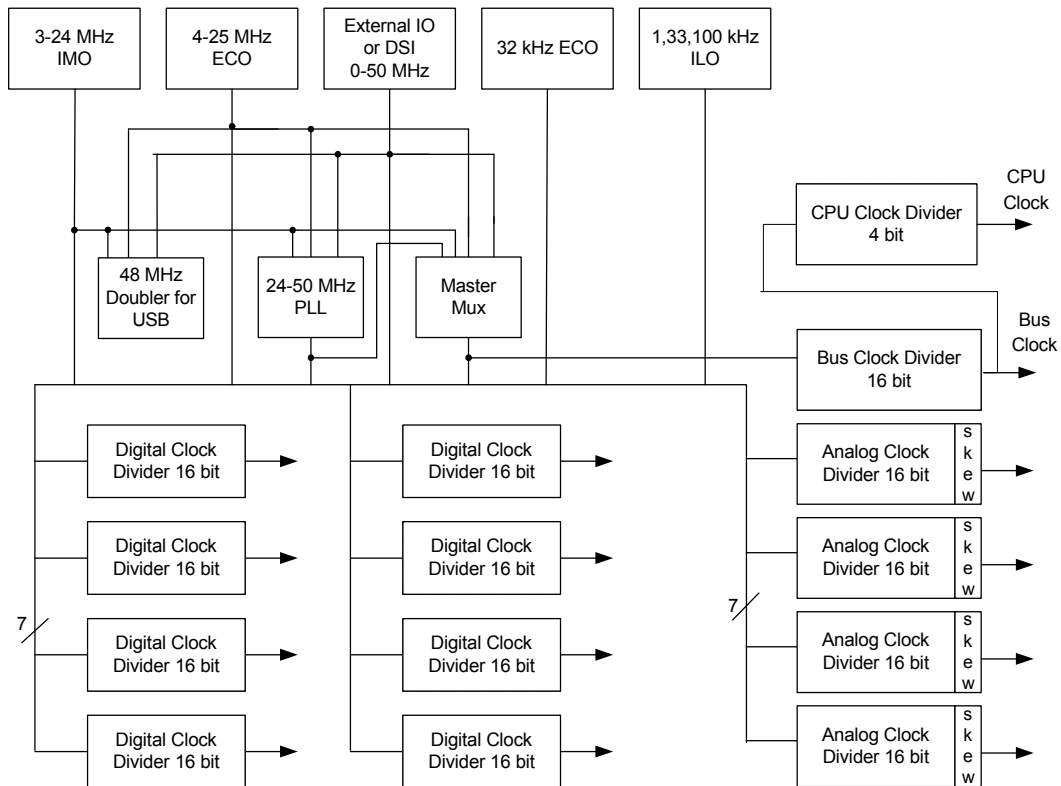 3-24 MHz
IMO
4-25 MHz
ECO
External IO
or DSI
0-50 MHz
32 kHz ECO
1,33,100 kHz
ILO
CPU
Clock
CPU Clock Divider
4 bit
48 MHz
Doubler for
USB
24-50 MHz
PLL
Master
Mux
Bus
Clock
Bus Clock Divider
16 bit
Digital Clock
Divider 16 bit
Digital Clock
Divider 16 bit
Analog Clock
Divider 16 bit
s
k
e
w
Digital Clock
Divider 16 bit
Digital Clock
Divider 16 bit
Analog Clock
Divider 16 bit
s
k
e
w
7
7
Digital Clock
Divider 16 bit
Digital Clock
Divider 16 bit
Analog Clock
Divider 16 bit
s
k
e
w
Digital Clock
Divider 16 bit
Digital Clock
Divider 16 bit
Analog Clock
Divider 16 bit
s
k
e
w